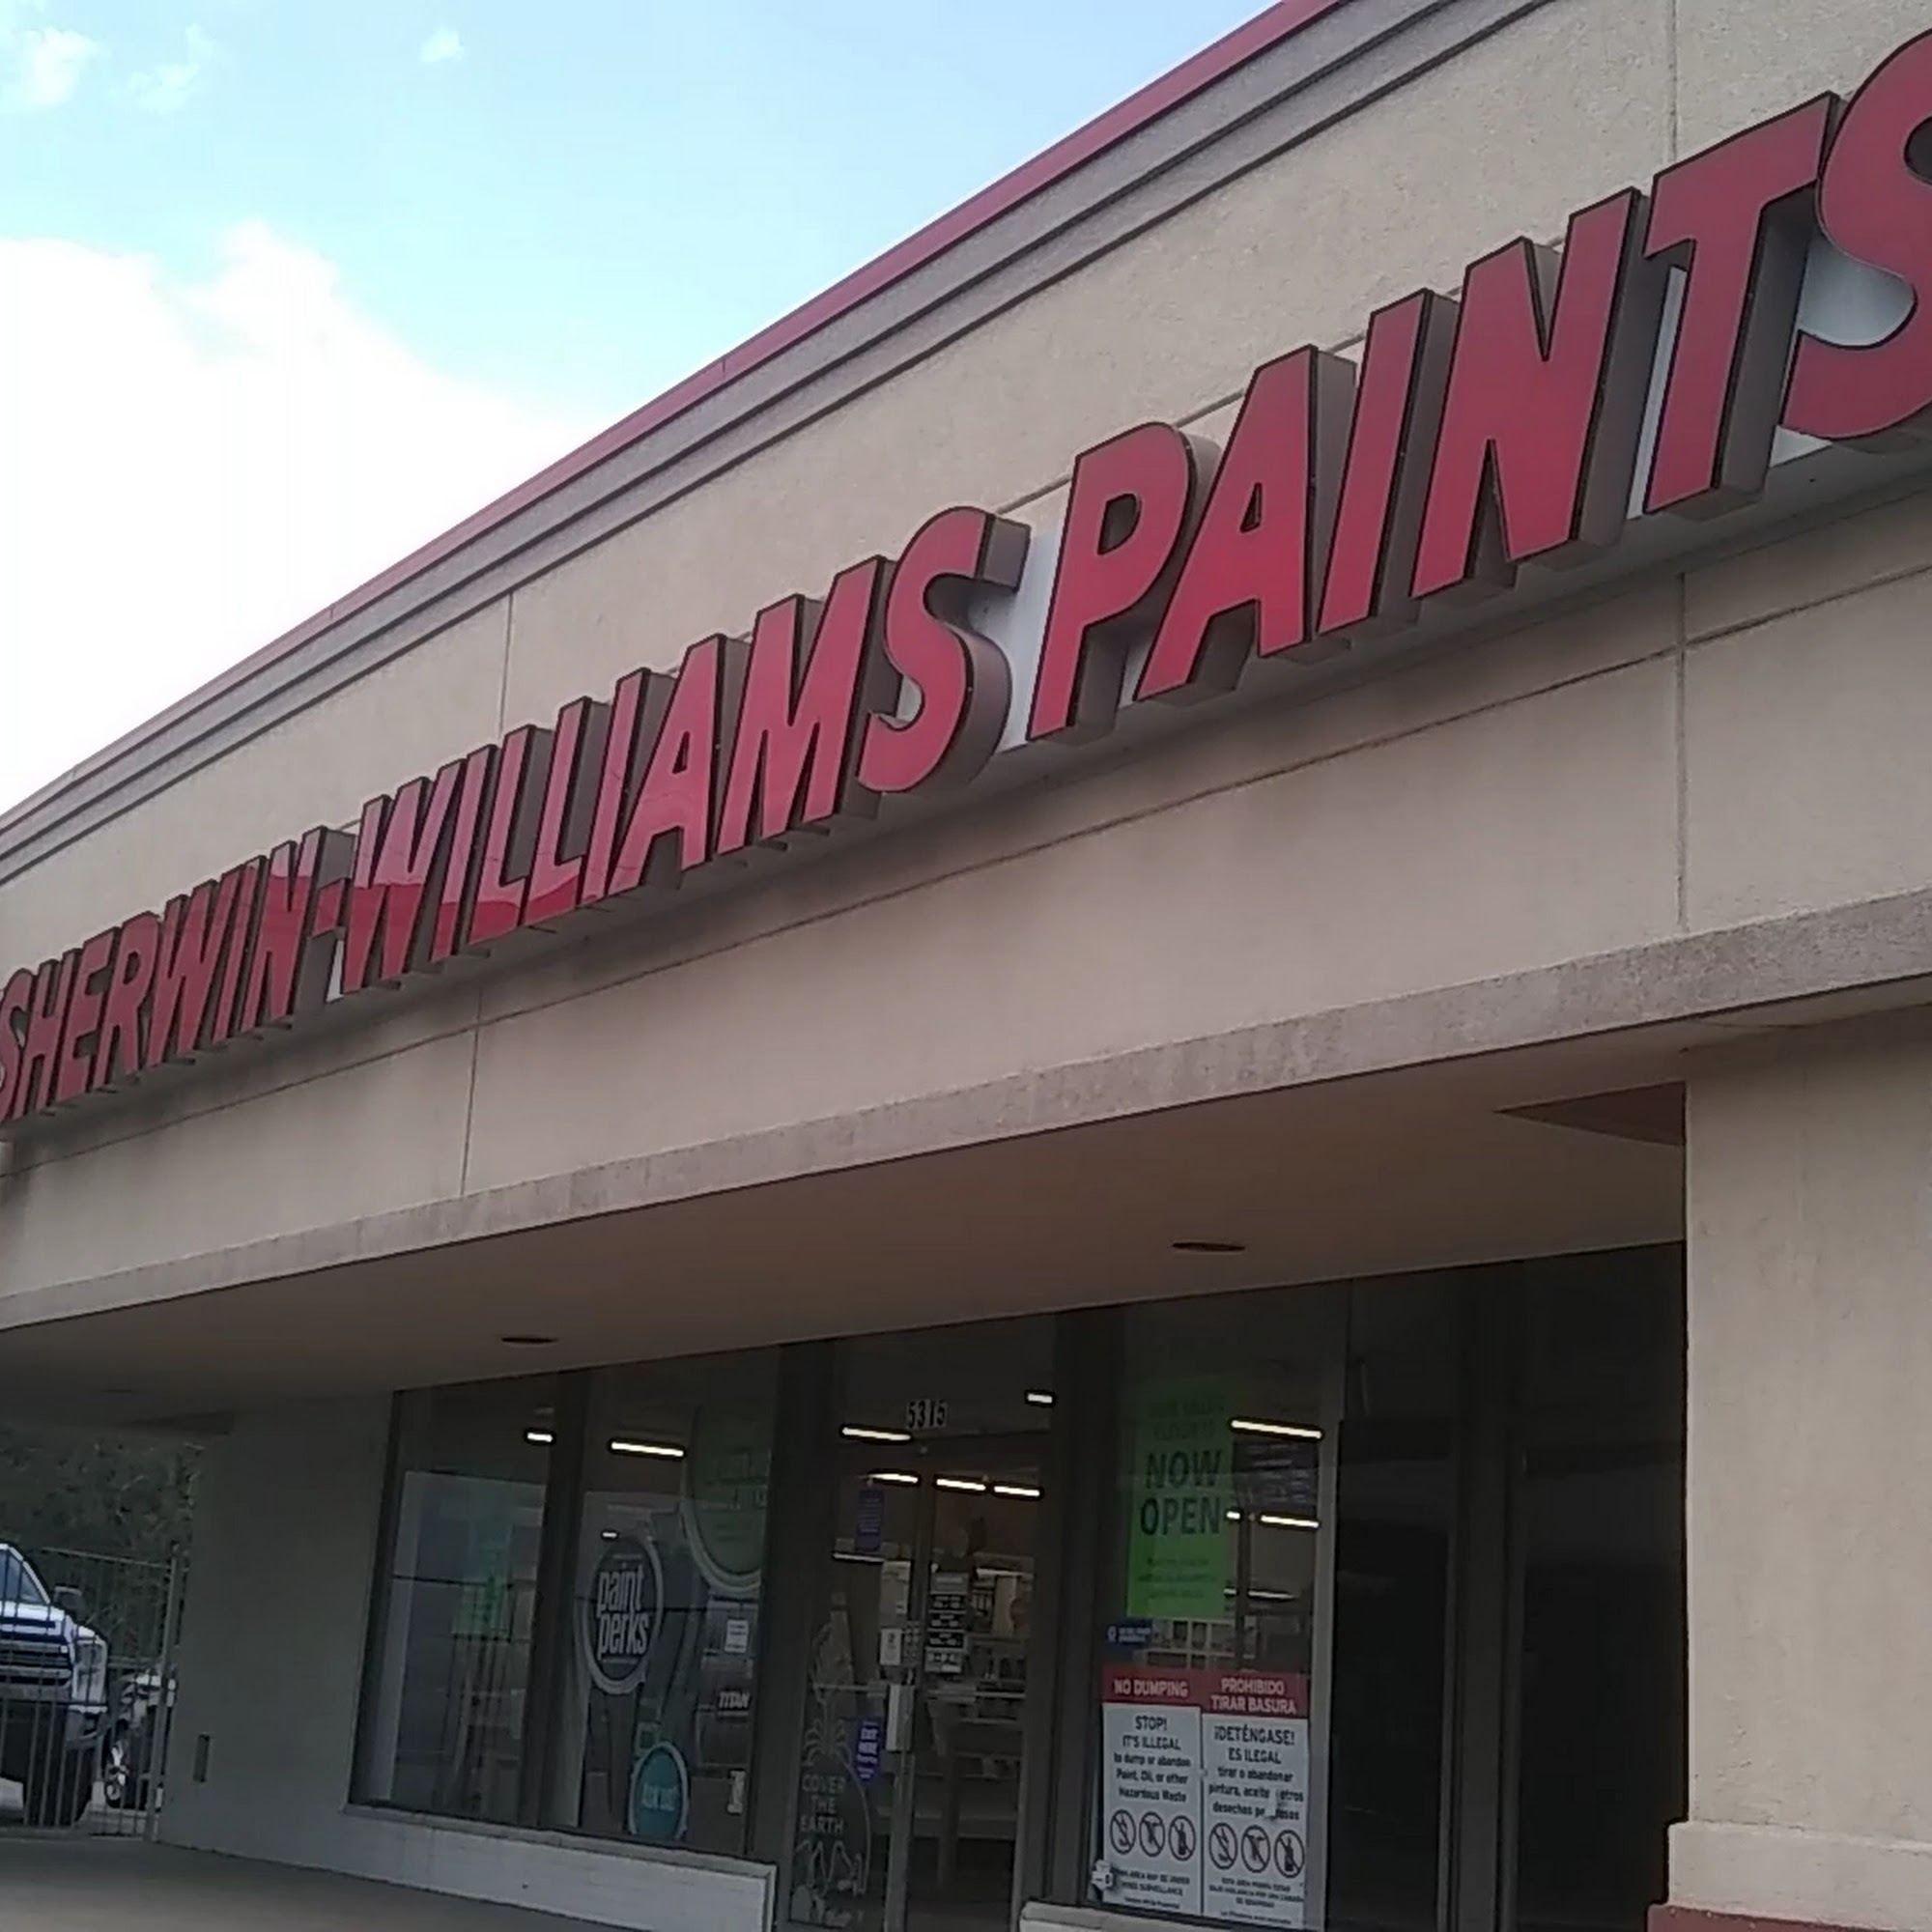 SHERWIN-WILLIAMS PAINTS
5315
NOW
OPEN
paint
perks
TITAN
COVER
THE
EARTH
NO DUMPING
STOP!
IT'S ILLEGAL
to dump or abandon
Paint, Oil, or other
Hazardous Waste
PROHIBIDO
TIRAR BASURA
¡DETÉNGASE!
ES ILEGAL
tirar o abandonar
pintura, aceite otros
desechos